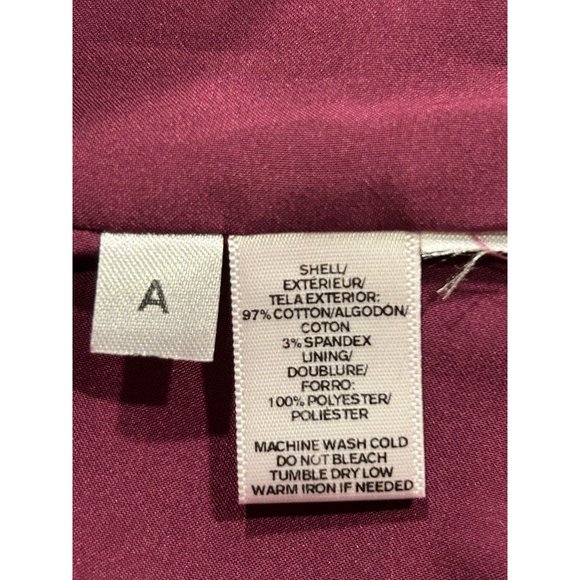 A
SHELL/
EXTÉRIEUR/
TELA EXTERIOR:
97% COTTON/ALGODÓN/
COTON
3% SPANDEX
LINING/
DOUBLURE/
FORRO:
100% POLYESTER/
POLIÉSTER
MACHINE WASH COLD
DO NOT BLEACH
TUMBLE DRY LOW
WARM IRON IF NEEDED